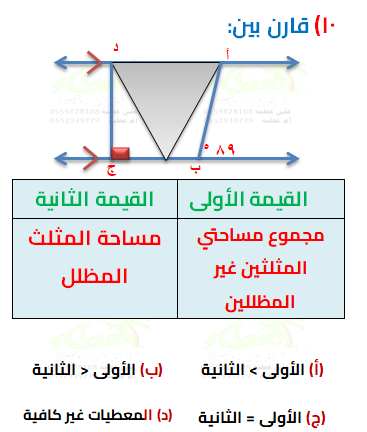 ١٠) قارن بين:
د
أ
٨٩ °
ج
ب
القيمة الأولى
القيمة الثانية
مجموع مساحتي المثلثين غير المظللين
مساحة المثلث المظلل
(أ) الأولى > الثانية
(ب) الأولى < الثانية
(ج) الأولى = الثانية
(د) المعطيات غير كافية